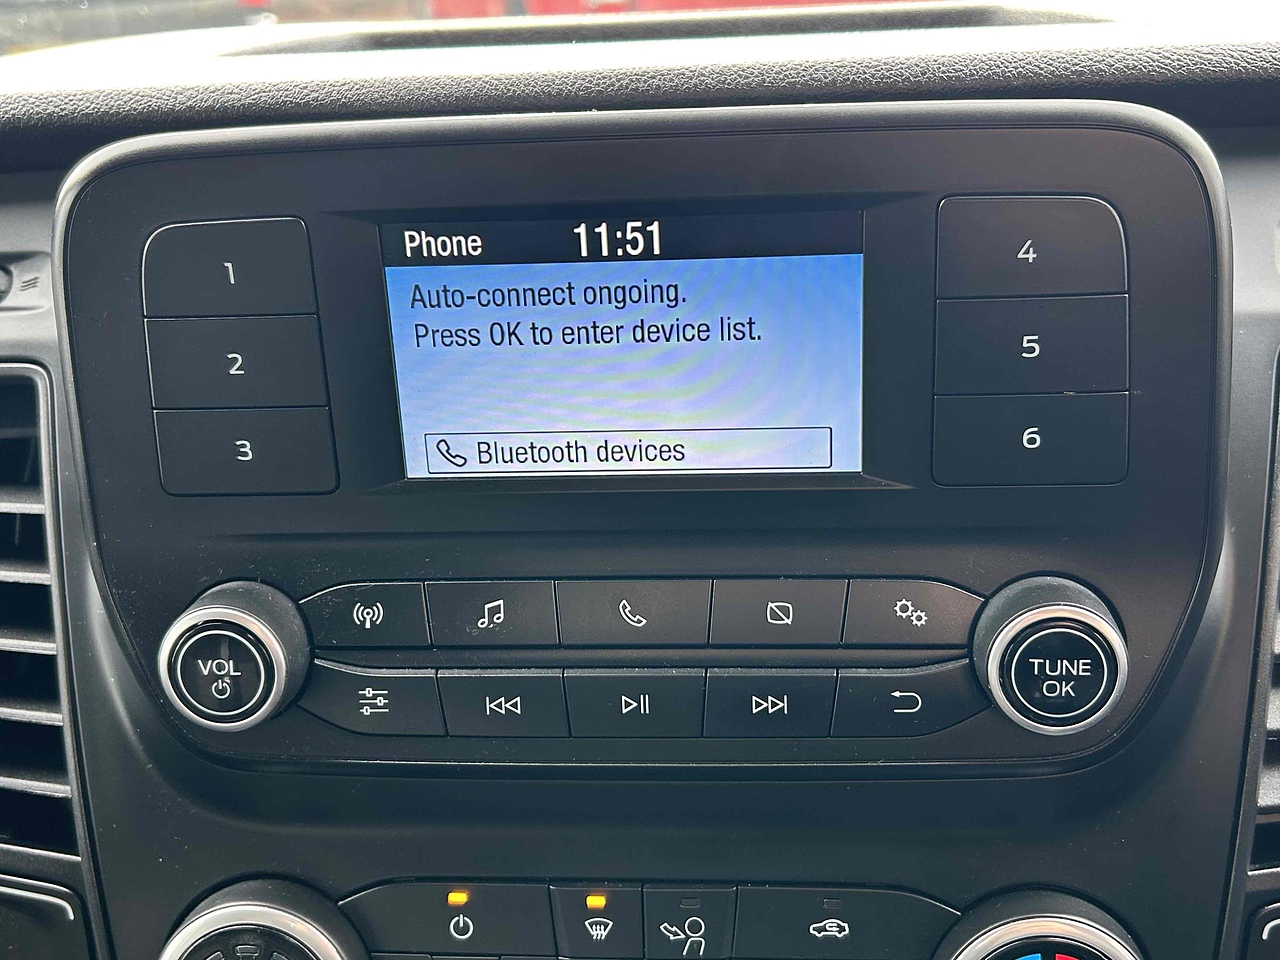 Phone 11:51
Auto-connect ongoing.
Press OK to enter device list.
Bluetooth devices
1
2
3
4
5
6
VOL
TUNE
OK